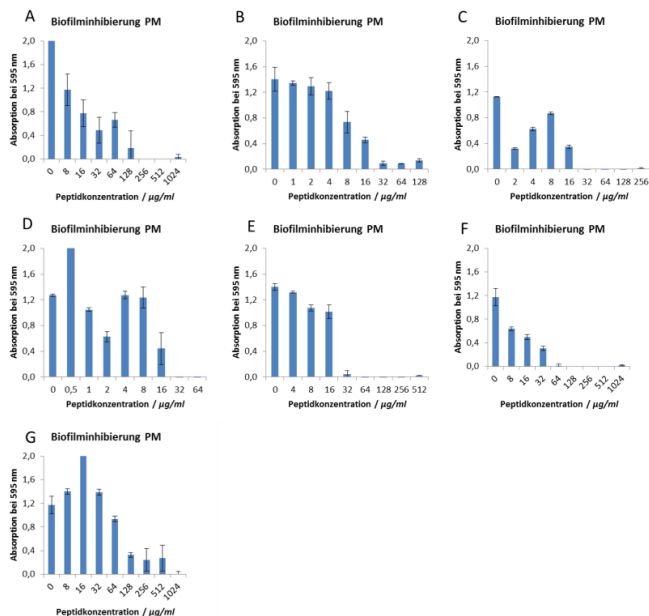 A
Biofilminhibierung PM
Absorption bei 595 nm
2,0
1,6
1,2
0,8
0,4
0,0
0 8 16 32 64 128 256 512 1024
Peptidkonzentration / µg/ml
B
Biofilminhibierung PM
Absorption bei 595 nm
2,0
1,6
1,2
0,8
0,4
0,0
0 1 2 4 8 16 32 64 128
Peptidkonzentration / µg/ml
C
Biofilminhibierung PM
Absorption bei 595 nm
2,0
1,6
1,2
0,8
0,4
0,0
0 2 4 8 16 32 64 128 256
Peptidkonzentration / µg/ml
D
Biofilminhibierung PM
Absorption bei 595 nm
2,0
1,6
1,2
0,8
0,4
0,0
0 0,5 1 2 4 8 16 32 64
Peptidkonzentration / µg/ml
E
Biofilminhibierung PM
Absorption bei 595 nm
2,0
1,6
1,2
0,8
0,4
0,0
0 4 8 16 32 64 128 256 512
Peptidkonzentration / µg/ml
F
Biofilminhibierung PM
Absorption bei 595 nm
2,0
1,6
1,2
0,8
0,4
0,0
0 8 16 32 64 128 256 512 1024
Peptidkonzentration / µg/ml
G
Biofilminhibierung PM
Absorption bei 595 nm
2,0
1,6
1,2
0,8
0,4
0,0
0 8 16 32 64 128 256 512 1024
Peptidkonzentration / µg/ml